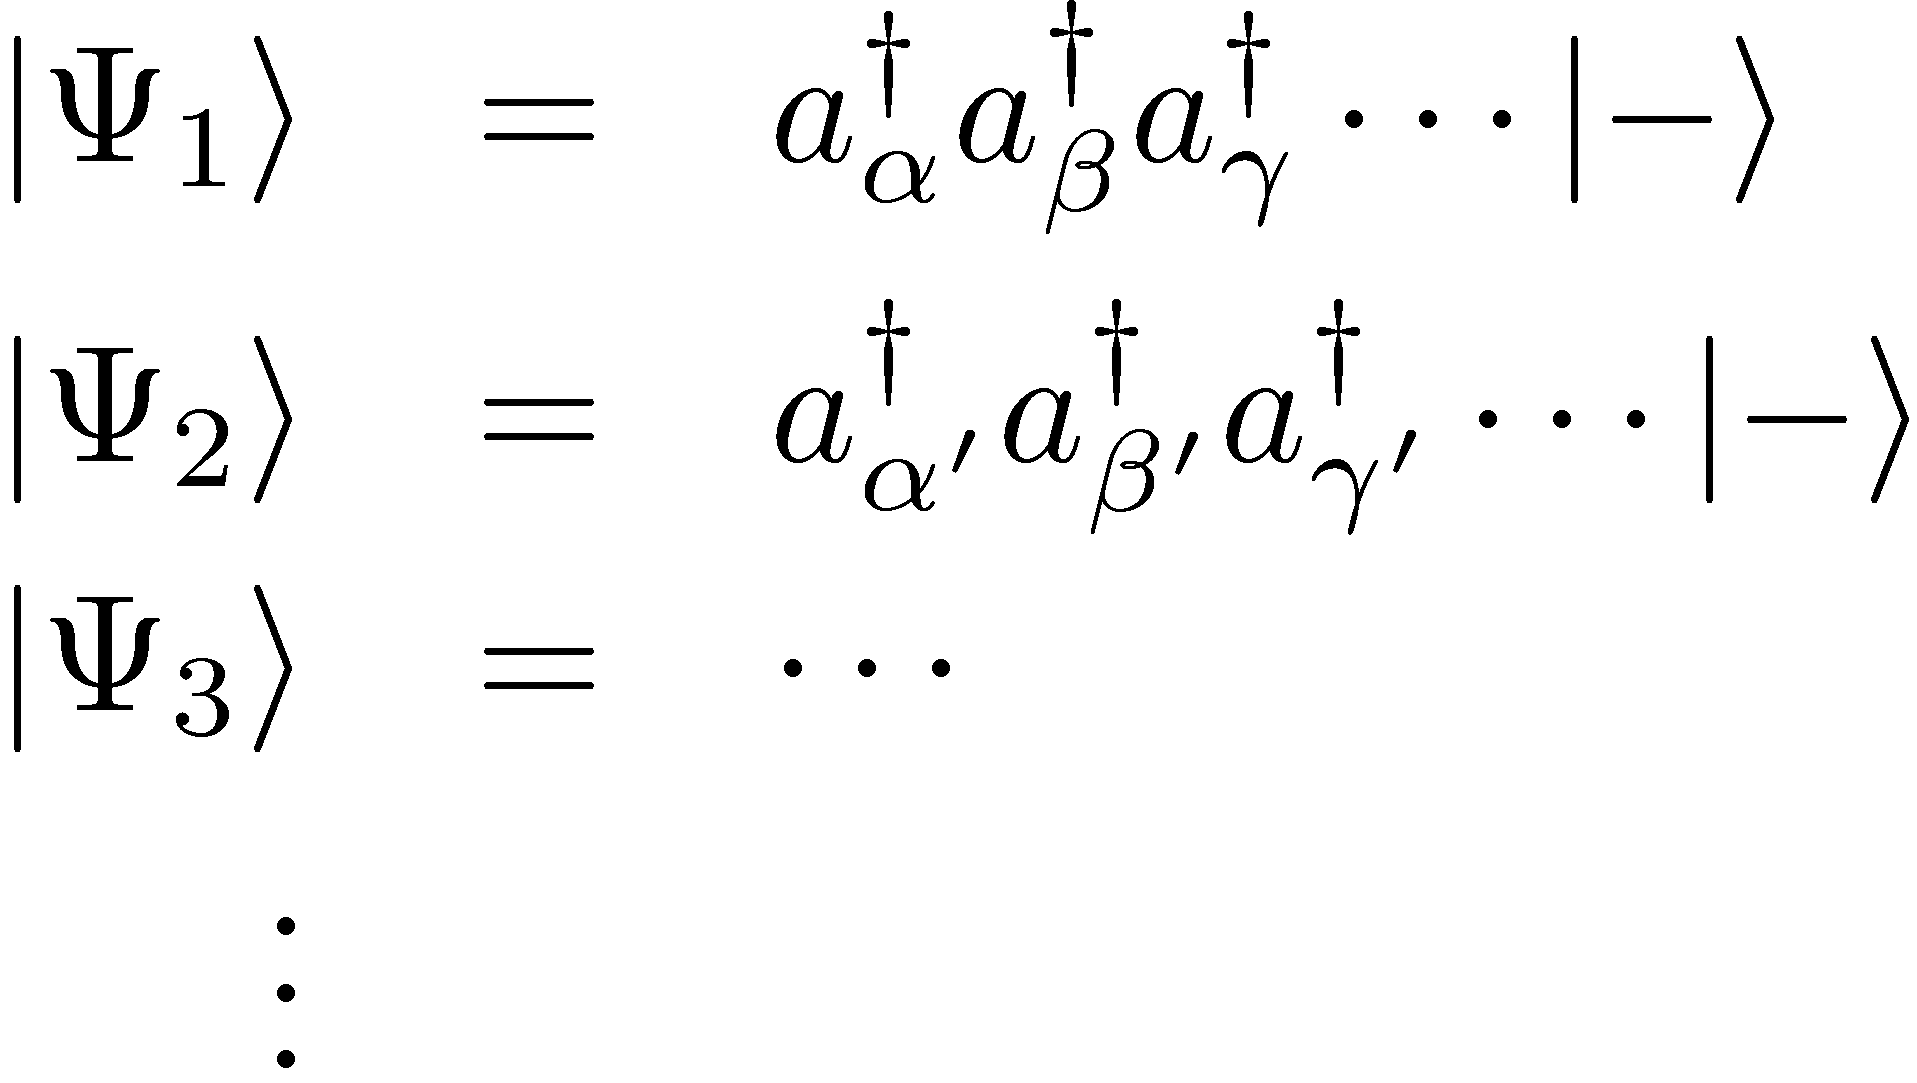 |Ψ₁⟩ = a†_α a†_β a†_γ ⋯ |−⟩
|Ψ₂⟩ = a†_α′ a†_β′ a†_γ′ ⋯ |−⟩
|Ψ₃⟩ = ⋯
⋮